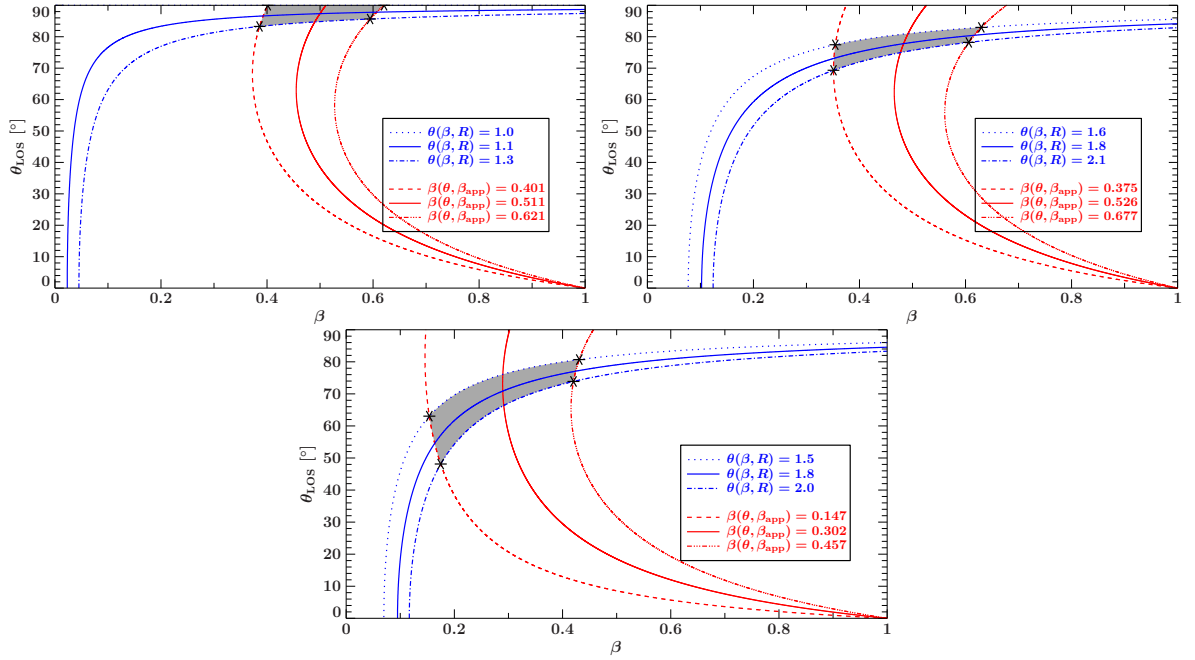 90
80
70
60
50
40
30
20
10
0
θLos [°]
0
0.2
0.4
0.6
0.8
1
β
θ(β, R) = 1.0
θ(β, R) = 1.1
θ(β, R) = 1.3
β(θ, βapp) = 0.401
β(θ, βapp) = 0.511
β(θ, βapp) = 0.621
90
80
70
60
50
40
30
20
10
0
θLos [°]
0
0.2
0.4
0.6
0.8
1
β
θ(β, R) = 1.6
θ(β, R) = 1.8
θ(β, R) = 2.1
β(θ, βapp) = 0.375
β(θ, βapp) = 0.526
β(θ, βapp) = 0.677
90
80
70
60
50
40
30
20
10
0
θLos [°]
0
0.2
0.4
0.6
0.8
1
β
θ(β, R) = 1.5
θ(β, R) = 1.8
θ(β, R) = 2.0
β(θ, βapp) = 0.147
β(θ, βapp) = 0.302
β(θ, βapp) = 0.457